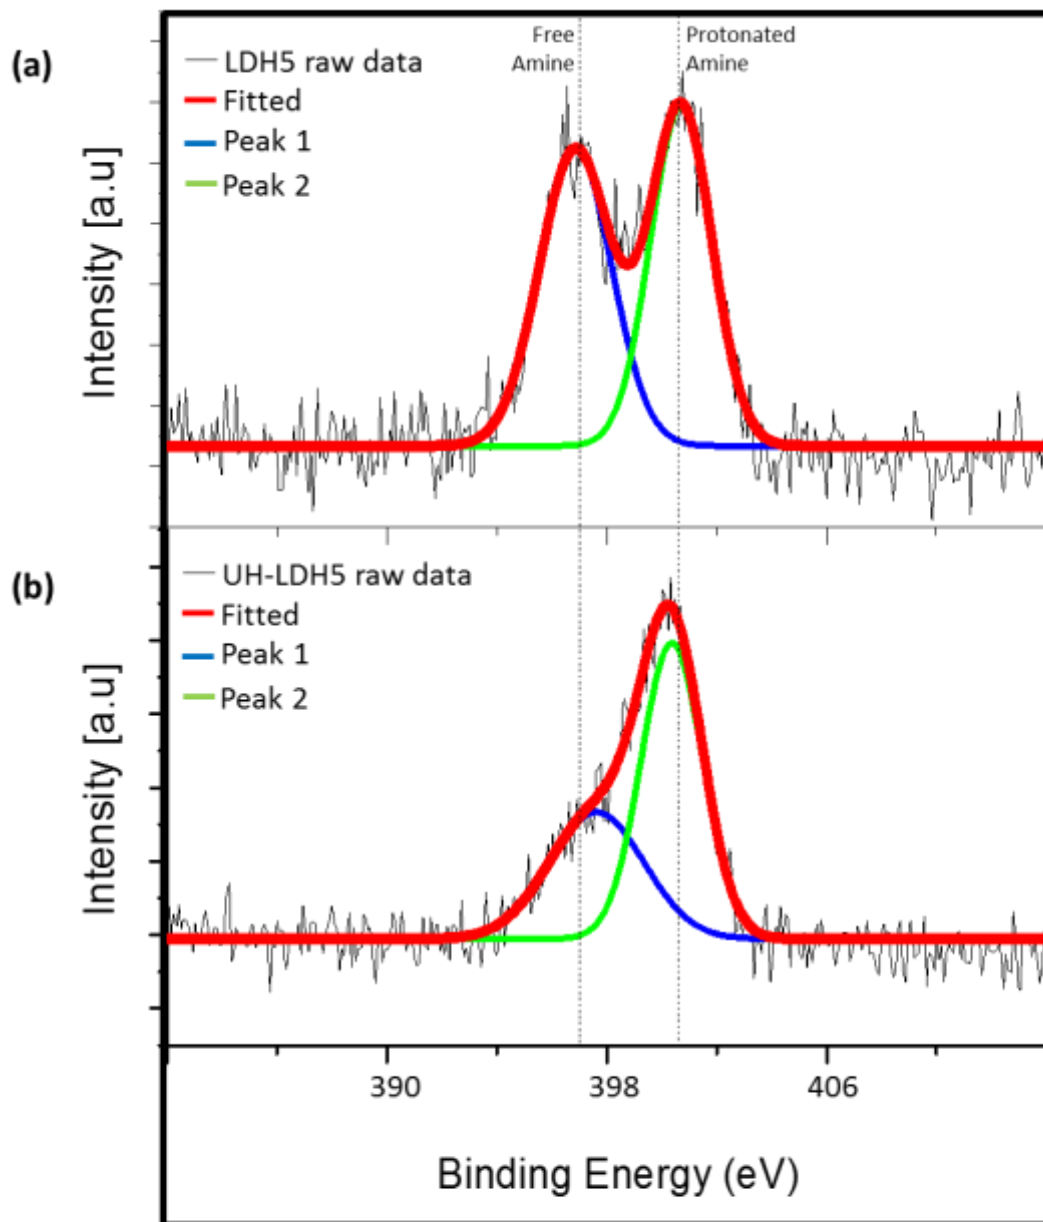 (a)
LDH5 raw data
Fitted
Peak 1
Peak 2
Free
Amine
Protonated
Amine
Intensity [a.u]
(b)
UH-LDH5 raw data
Fitted
Peak 1
Peak 2
Intensity [a.u]
390 398 406
Binding Energy (eV)